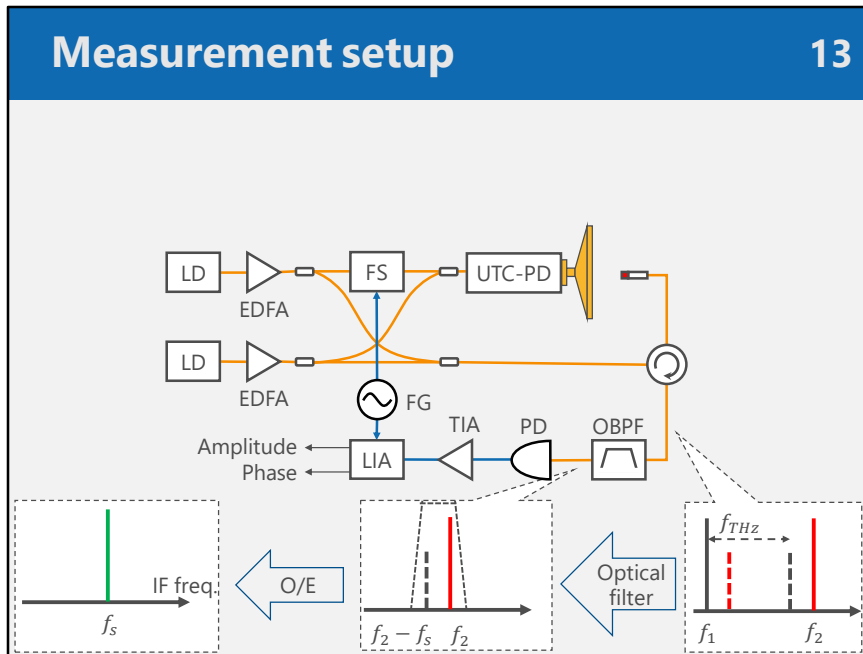 Measurement setup
13
LD
EDFA
FS
UTC-PD
LD
EDFA
FG
TIA
PD
OBPF
Amplitude
Phase
LIA
IF freq.
f_s
O/E
f_2 − f_s
f_2
Optical
filter
f_THz
f_1
f_2